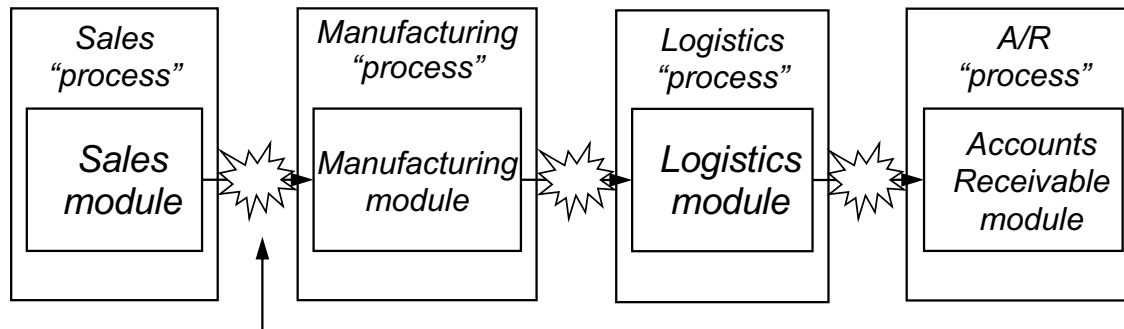 Sales
“process”
Sales
module
Manufacturing
“process”
Manufacturing
module
Logistics
“process”
Logistics
module
A/R
“process”
Accounts
Receivable
module